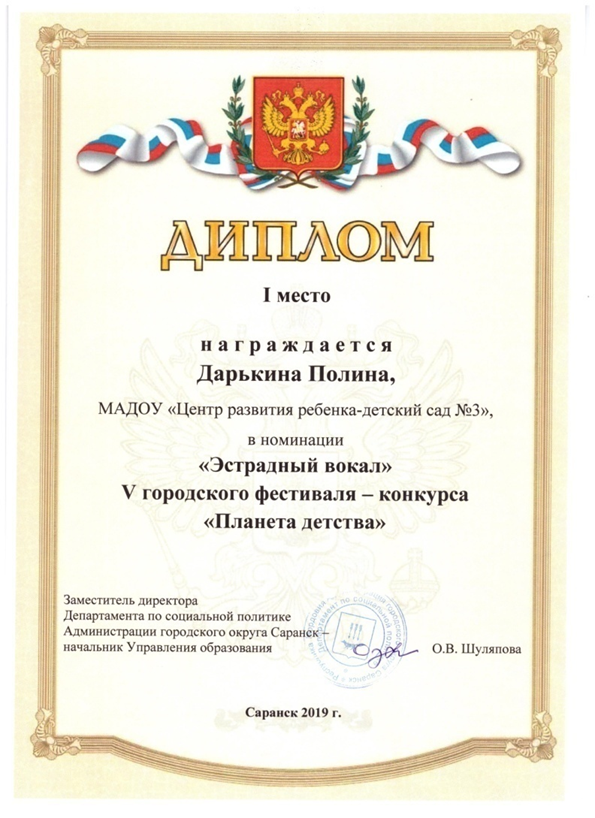 ДИПЛОМ
I место
награждается
Дарькина Полина,
МАДОУ «Центр развития ребенка-детский сад №3»,
в номинации
«Эстрадный вокал»
V городского фестиваля – конкурса
«Планета детства»
Заместитель директора
Департамента по социальной политике
Администрации городского округа Саранск –
начальник Управления образования
О.В. Шуляпова
Саранск 2019 г.